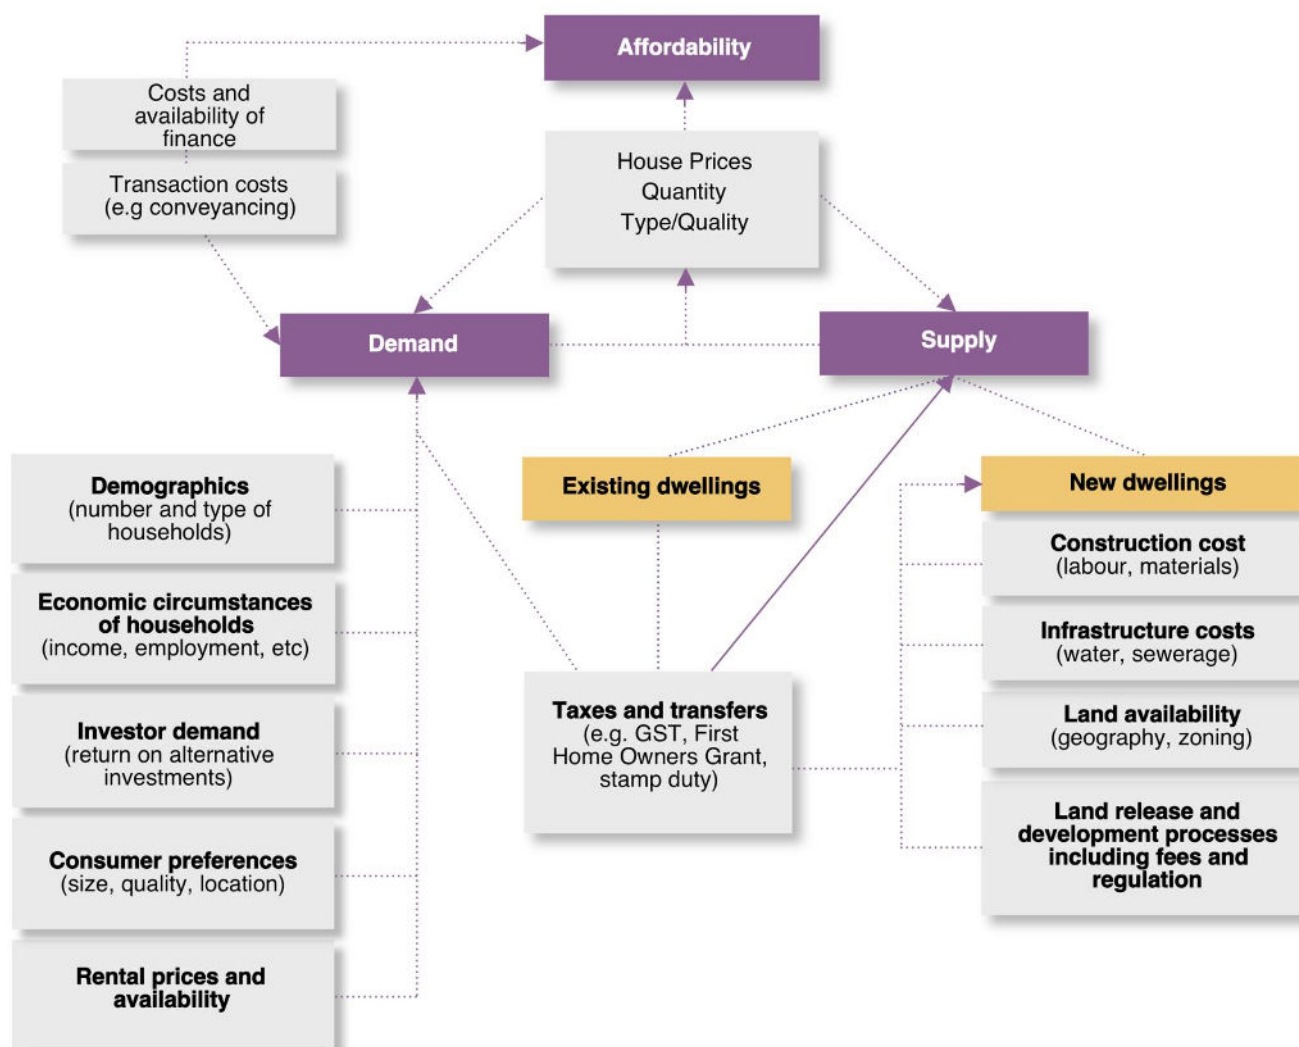 Affordability
Costs and
availability of
finance
Transaction costs
(e.g conveyancing)
House Prices
Quantity
Type/Quality
Demand
Supply
Existing dwellings
New dwellings
Demographics
(number and type of
households)
Economic circumstances
of households
(income, employment, etc)
Investor demand
(return on alternative
investments)
Consumer preferences
(size, quality, location)
Rental prices and
availability
Taxes and transfers
(e.g. GST, First
Home Owners Grant,
stamp duty)
Construction cost
(labour, materials)
Infrastructure costs
(water, sewerage)
Land availability
(geography, zoning)
Land release and
development processes
including fees and
regulation